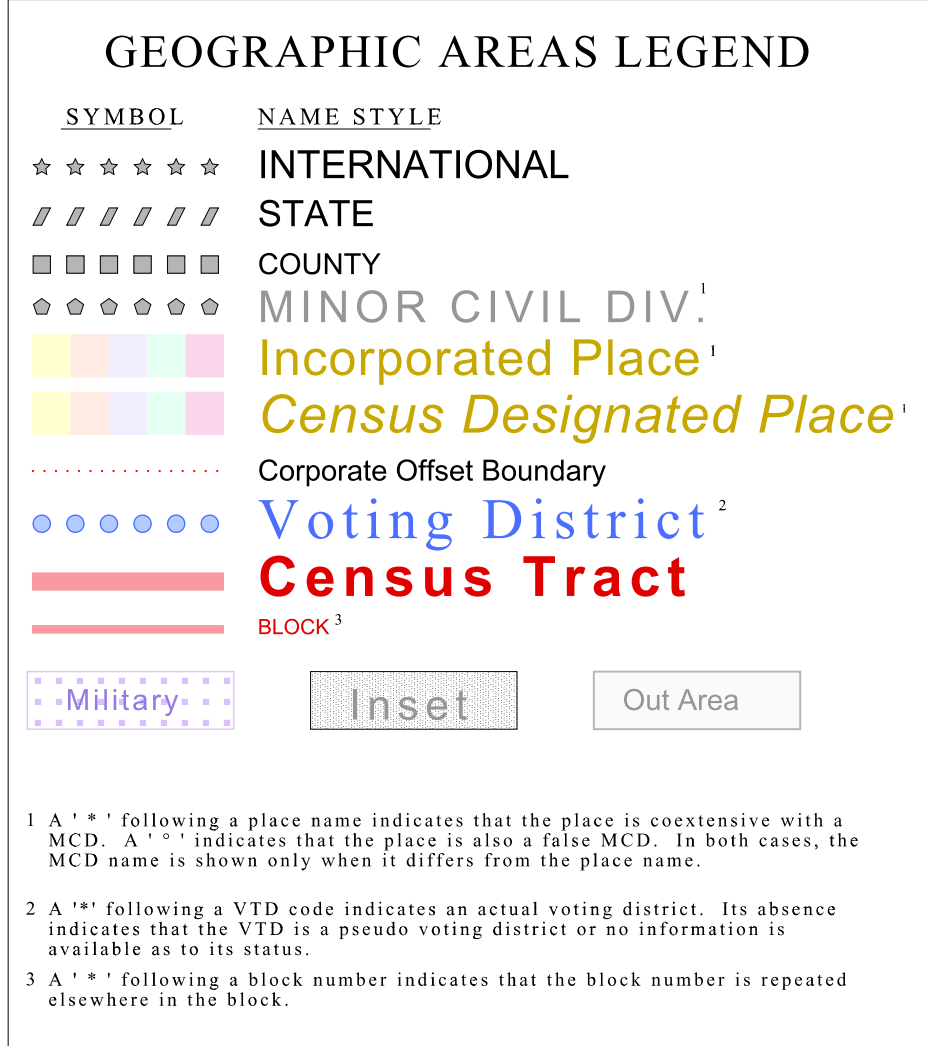 GEOGRAPHIC AREAS LEGEND
SYMBOL NAME STYLE
INTERNATIONAL
STATE
COUNTY
MINOR CIVIL DIV. 1
Incorporated Place 1
Census Designated Place 1
Corporate Offset Boundary
Voting District 2
Census Tract
BLOCK 3
Military Inset Out Area
1 A ' * ' following a place name indicates that the place is coextensive with a
MCD. A ' ° ' indicates that the place is also a false MCD. In both cases, the
MCD name is shown only when it differs from the place name.
2 A '*' following a VTD code indicates an actual voting district. Its absence
indicates that the VTD is a pseudo voting district or no information is
available as to its status.
3 A ' * ' following a block number indicates that the block number is repeated
elsewhere in the block.